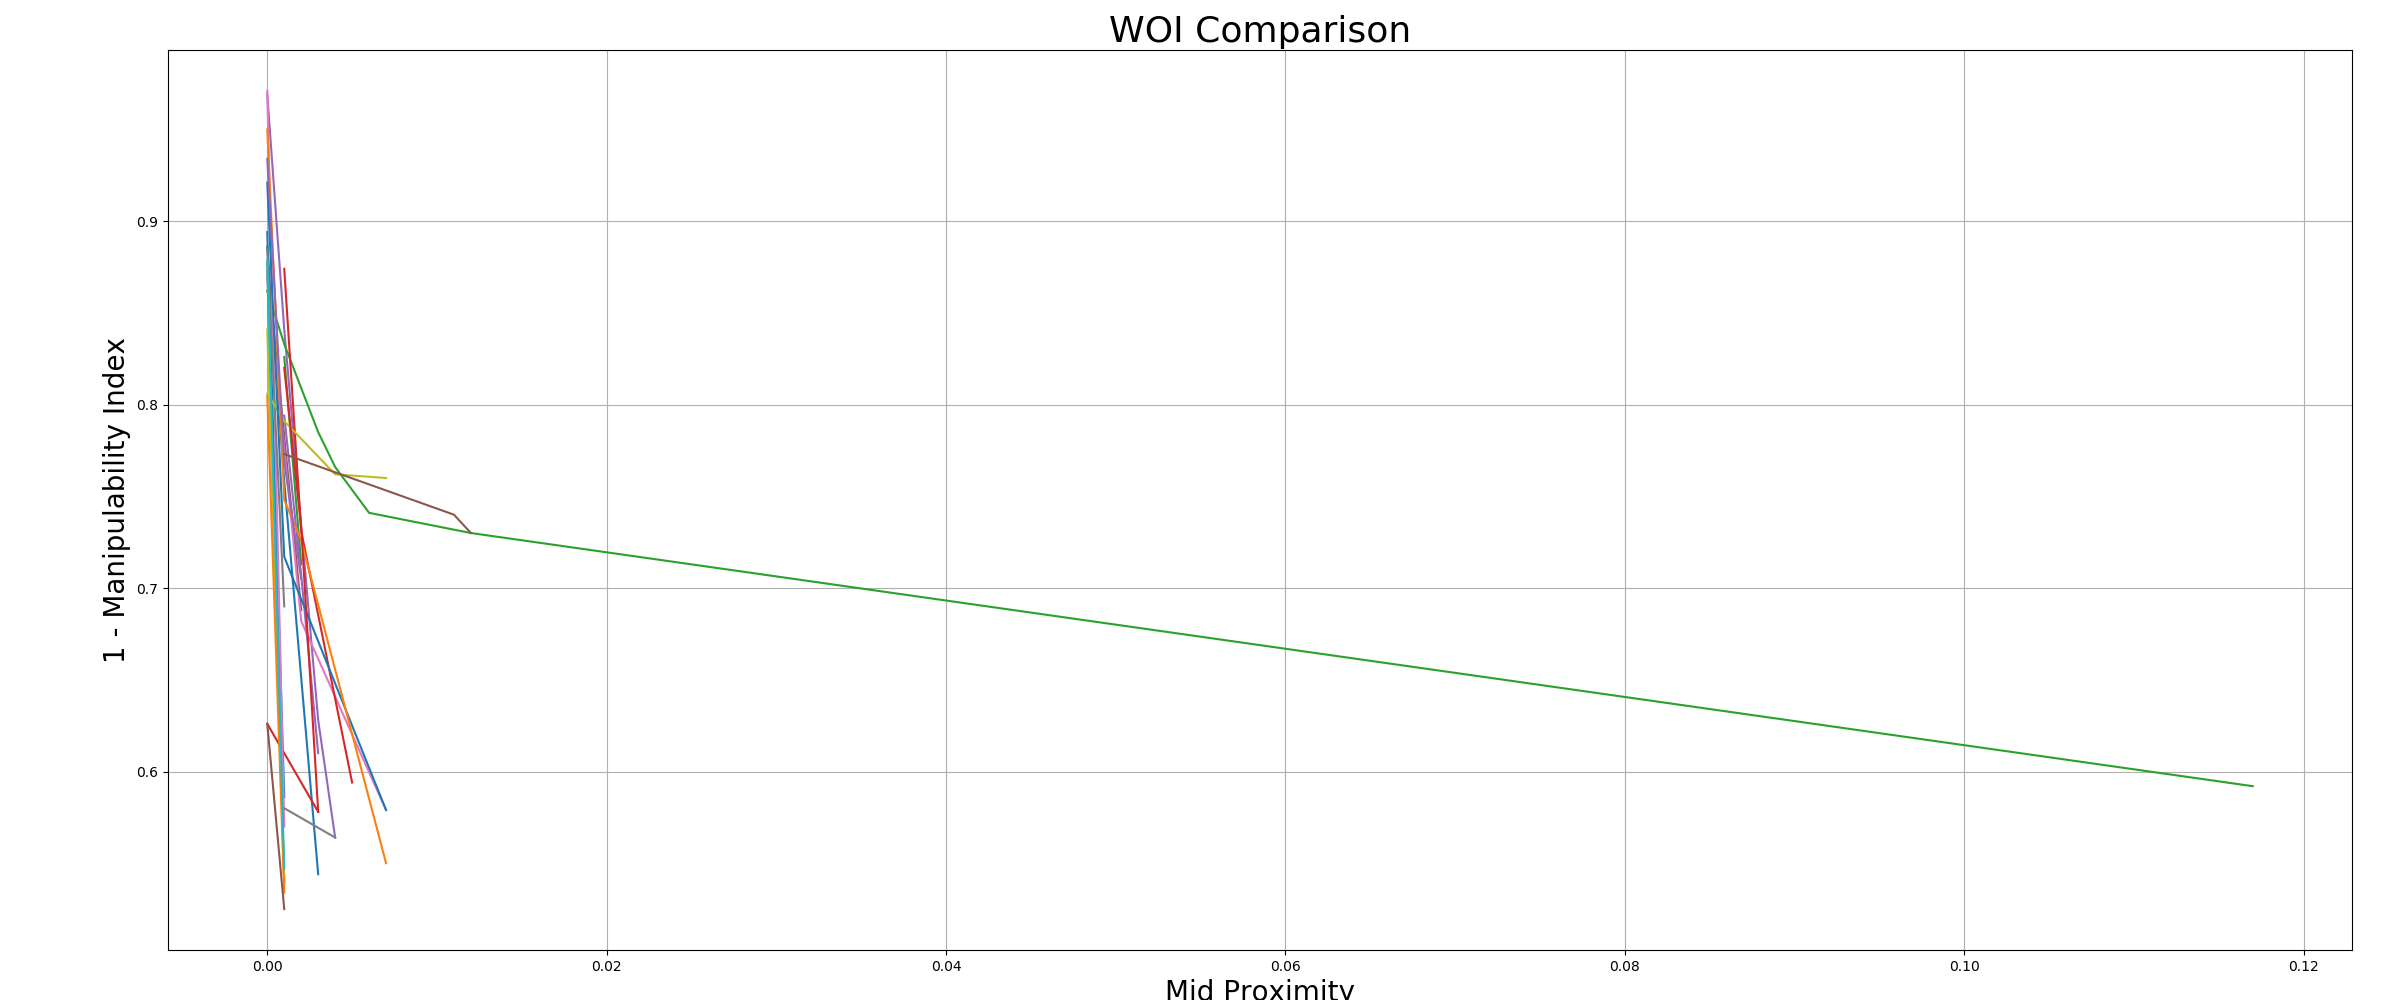 WOI Comparison
1 - Manipulability Index
0.9
0.8
0.7
0.6
0.00 0.02 0.04 0.06 0.08 0.10 0.12
Mid Proximity